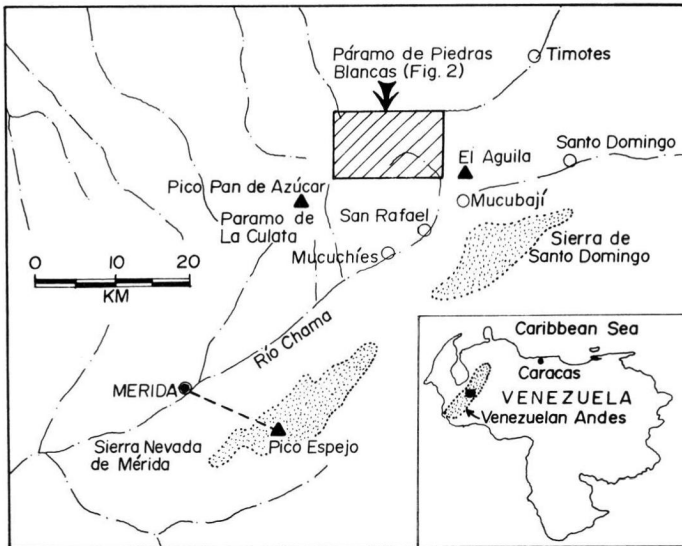 Páramo de Piedras
Blancas (Fig. 2)
Timotes
Santo Domingo
El Aguila
Pico Pan de Azúcar
Mucubají
Paramo de
La Culata
San Rafael
Mucuchíes
Sierra de
Santo Domingo
0 10 20
KM
Río Chama
MERIDA
Sierra Nevada
de Mérida
Pico Espejo
Caribbean Sea
Caracas
VENEZUELA
Venezuelan Andes